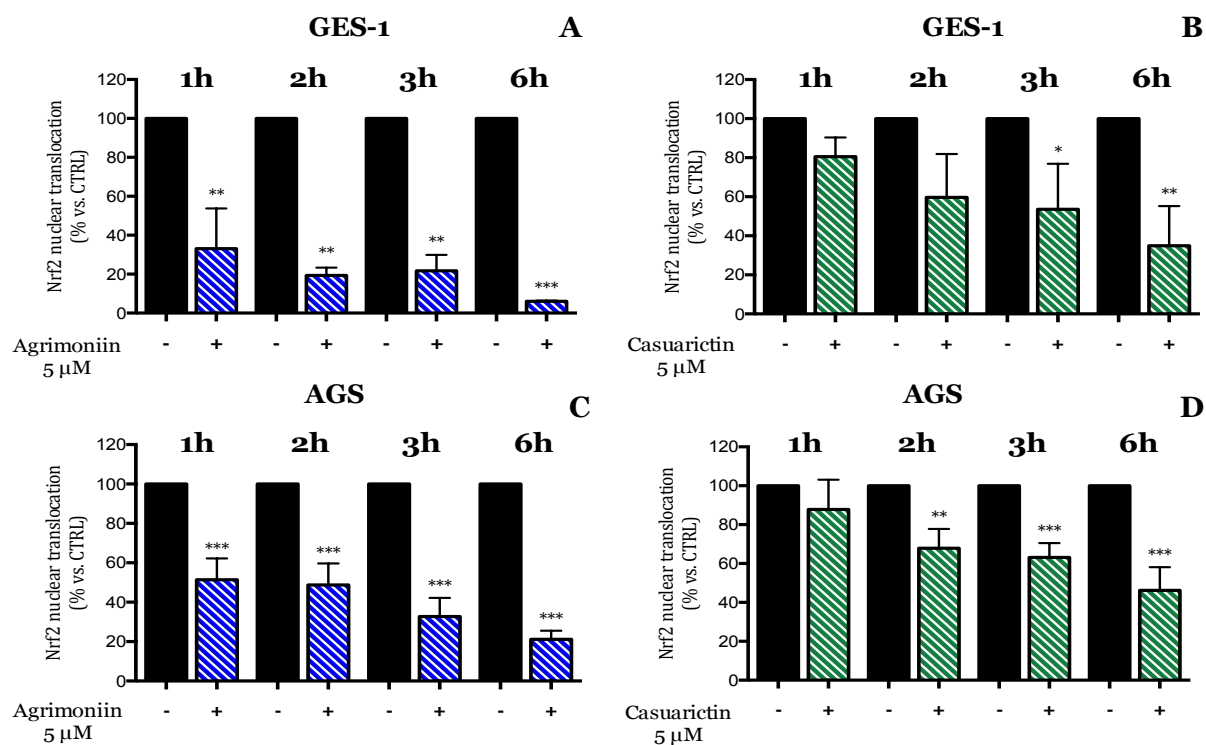 GES-1 A
1h 2h 3h 6h
120
100
80
60
40
20
0
Nrf2 nuclear translocation
(% vs. CTRL)
** ** ** ***
- + - + - + - +
Agrimoniin
5 μM
GES-1 B
1h 2h 3h 6h
120
100
80
60
40
20
0
Nrf2 nuclear translocation
(% vs. CTRL)
* **
- + - + - + - +
Casuarictin
5 μM
AGS C
1h 2h 3h 6h
120
100
80
60
40
20
0
Nrf2 nuclear translocation
(% vs. CTRL)
*** *** *** ***
- + - + - + - +
Agrimoniin
5 μM
AGS D
1h 2h 3h 6h
120
100
80
60
40
20
0
Nrf2 nuclear translocation
(% vs. CTRL)
** *** ***
- + - + - + - +
Casuarictin
5 μM